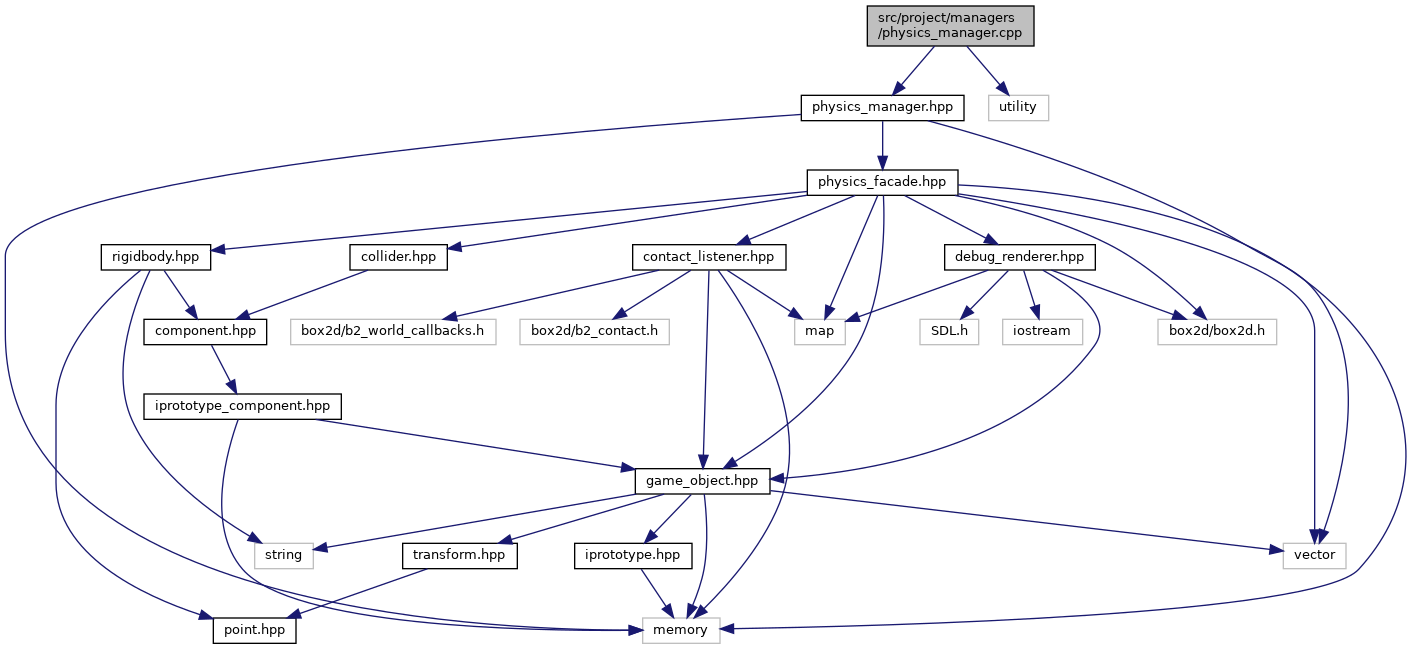 src/project/managers
/physics_manager.cpp
physics_manager.hpp
utility
physics_facade.hpp
rigidbody.hpp
collider.hpp
contact_listener.hpp
debug_renderer.hpp
component.hpp
box2d/b2_world_callbacks.h
box2d/b2_contact.h
map
SDL.h
iostream
box2d/box2d.h
iprototype_component.hpp
game_object.hpp
string
transform.hpp
iprototype.hpp
vector
point.hpp
memory